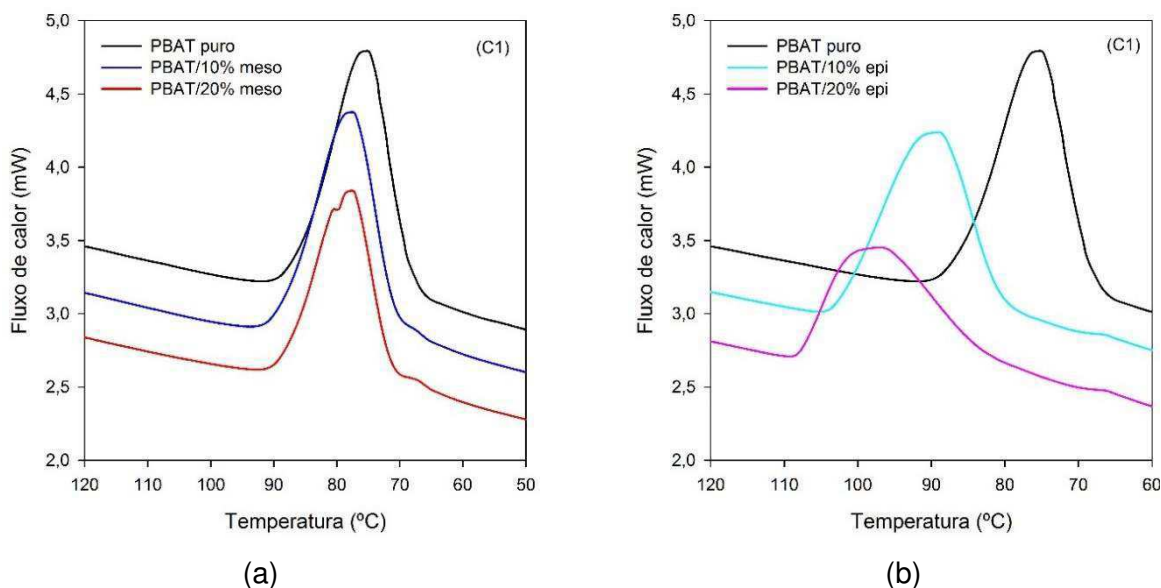 5,0
4,5
4,0
3,5
3,0
2,5
2,0
Fluxo de calor (mW)
PBAT puro
PBAT/10% meso
PBAT/20% meso
(C1)
120 110 100 90 80 70 60 50
Temperatura (ºC)
(a)
5,0
4,5
4,0
3,5
3,0
2,5
2,0
Fluxo de calor (mW)
PBAT puro
PBAT/10% epi
PBAT/20% epi
(C1)
120 110 100 90 80 70 60
Temperatura (ºC)
(b)